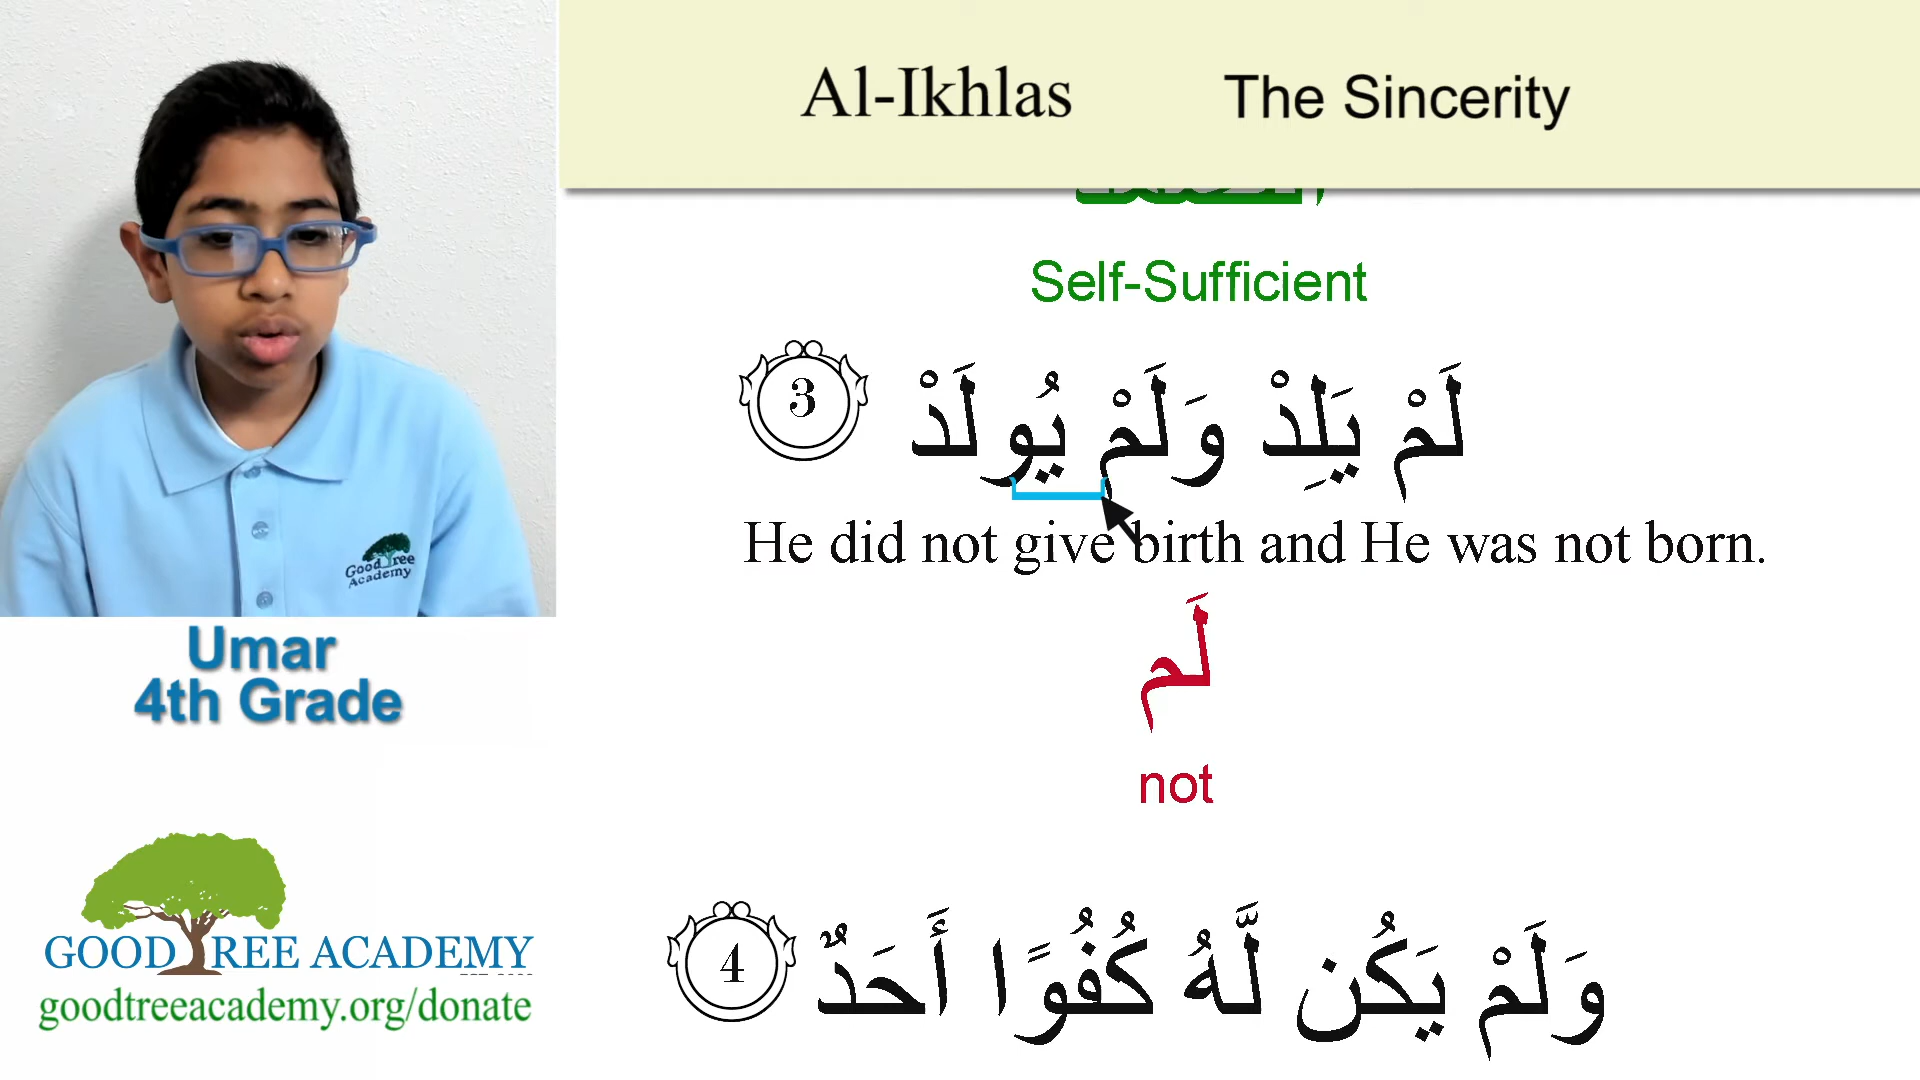 Al-Ikhlas The Sincerity
Self-Sufficient
لَمْ يَلِدْ وَلَمْ يُولَدْ 3
He did not give birth and He was not born.
لَم
not
وَلَمْ يَكُن لَّهُ كُفُوًا أَحَدٌ 4
Good Tree
Academy
Umar
4th Grade
GOOD TREE ACADEMY
goodtreeacademy.org/donate